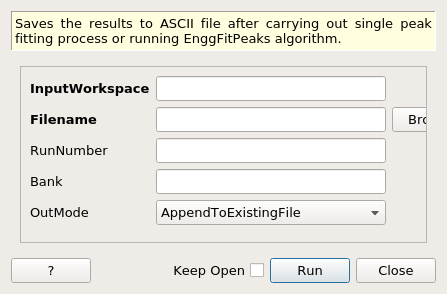 Saves the results to ASCII file after carrying out single peak
fitting process or running EnggFitPeaks algorithm.
InputWorkspace
Filename
Bro
RunNumber
Bank
OutMode AppendToExistingFile
? Keep Open Run Close